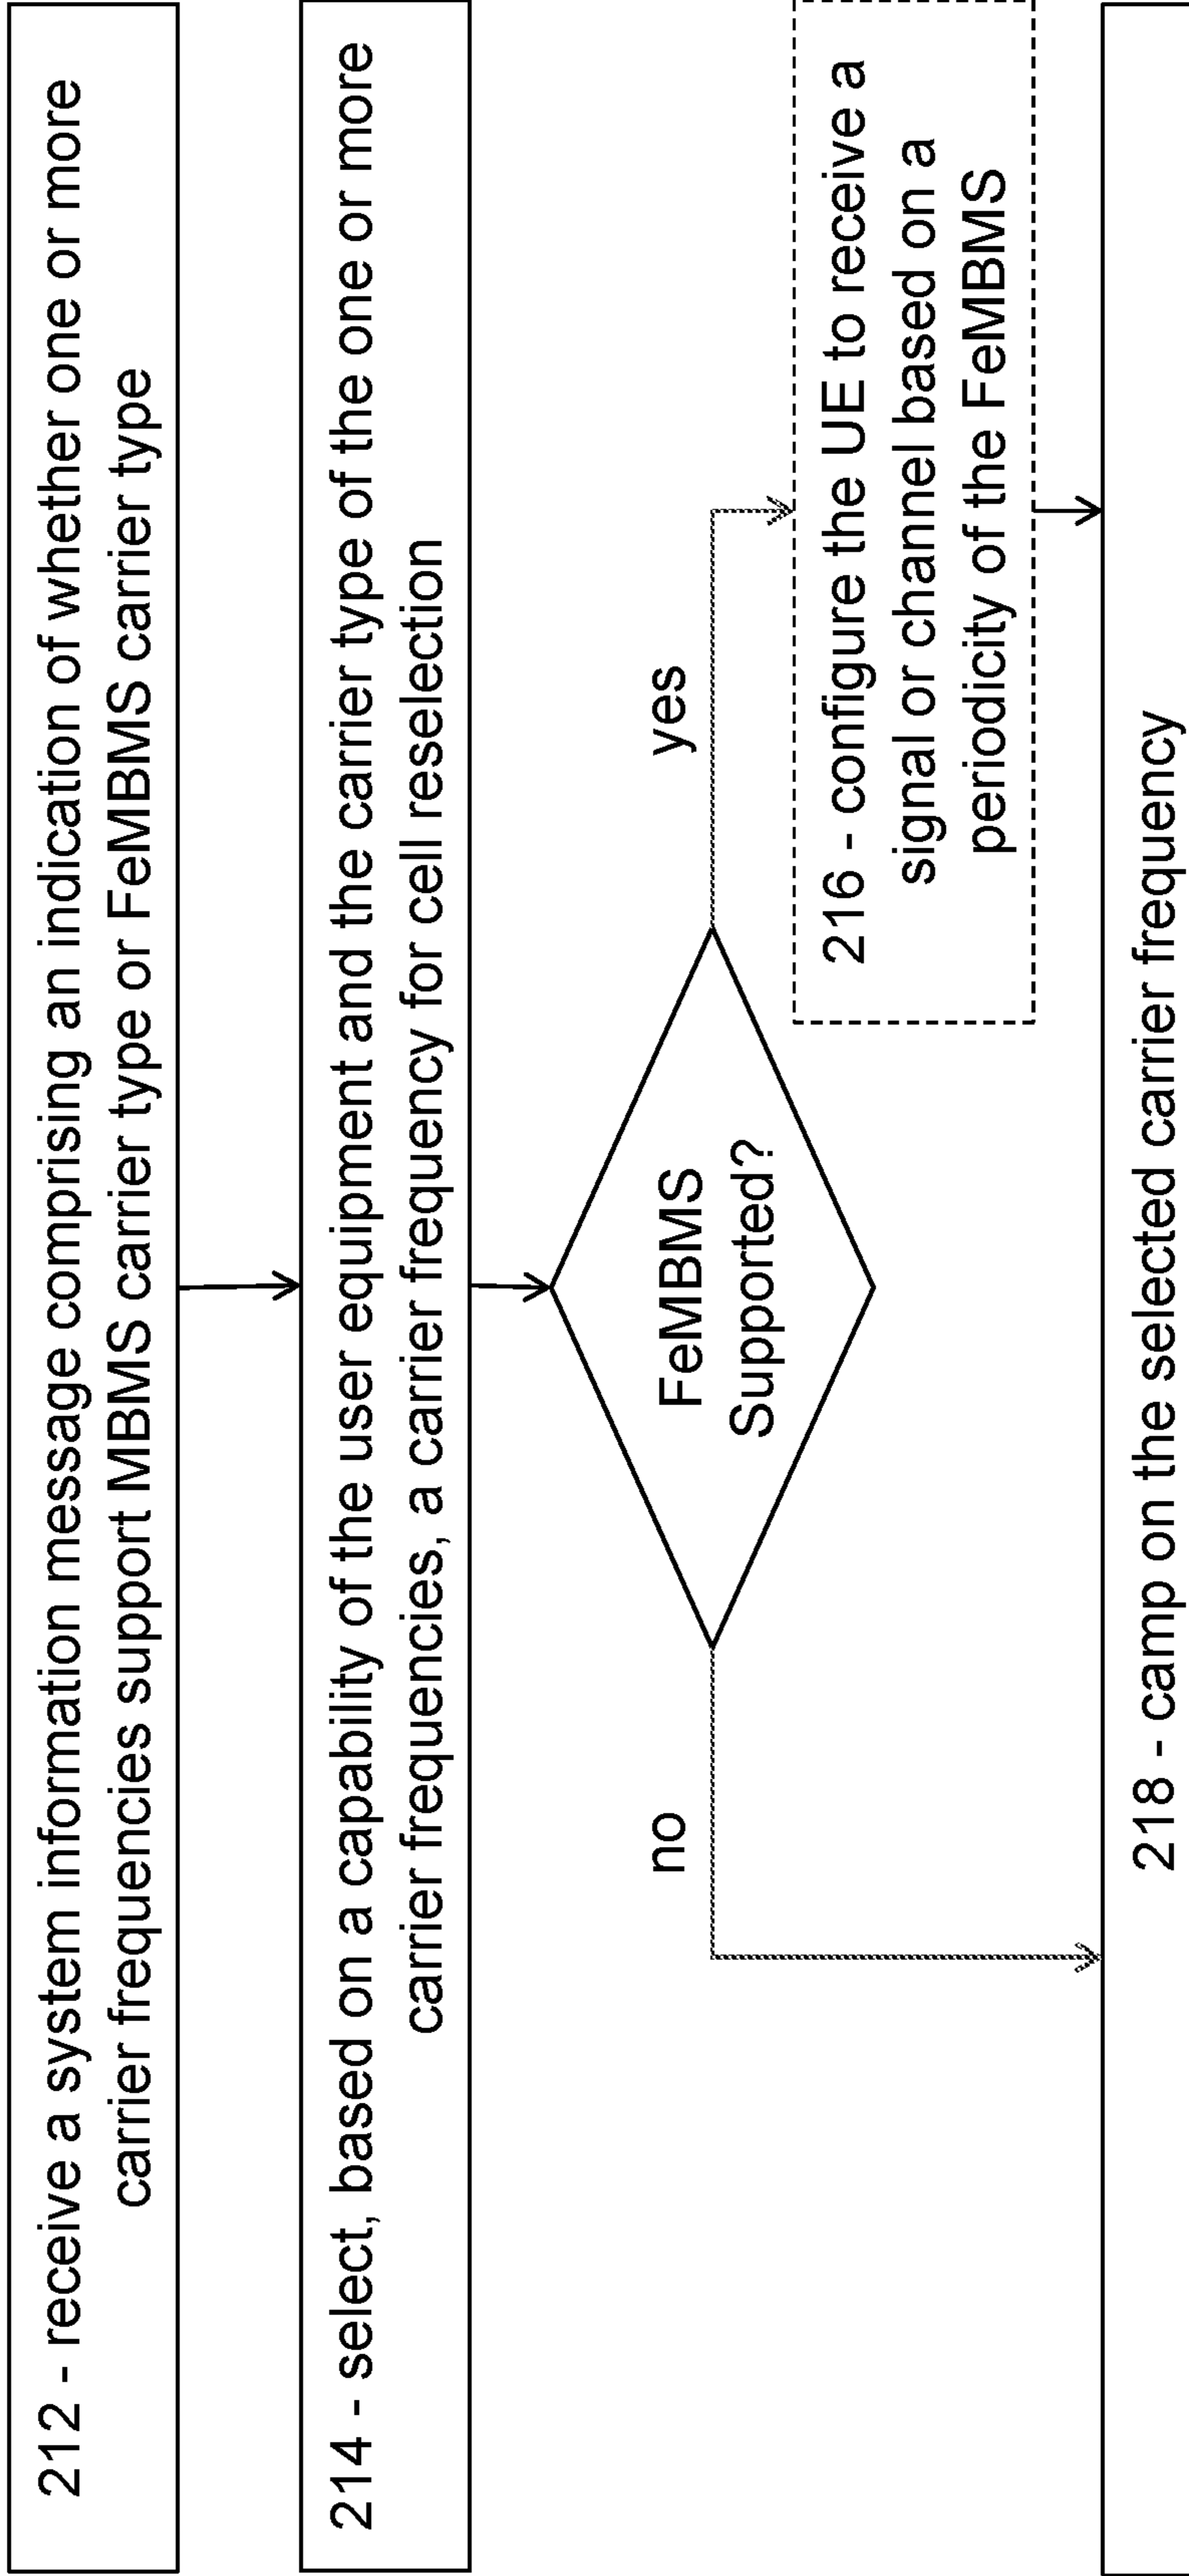 212 - receive a system information message comprising an indication of whether one or more
carrier frequencies support MBMS carrier type or FeMBMS carrier type
214 - select, based on a capability of the user equipment and the carrier type of the one or more
carrier frequencies, a carrier frequency for cell reselection
FeMBMS
Supported?
no
yes
216 - configure the UE to receive a
signal or channel based on a
periodicity of the FeMBMS
218 - camp on the selected carrier frequency